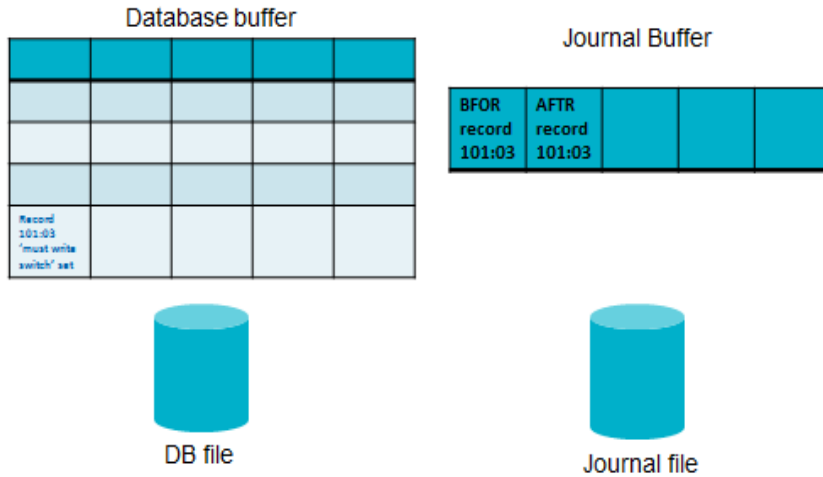 Database buffer
Journal Buffer
BFOR
record
101:03
AFTR
record
101:03
Record
101:03
'must write
switch' set
DB file
Journal file